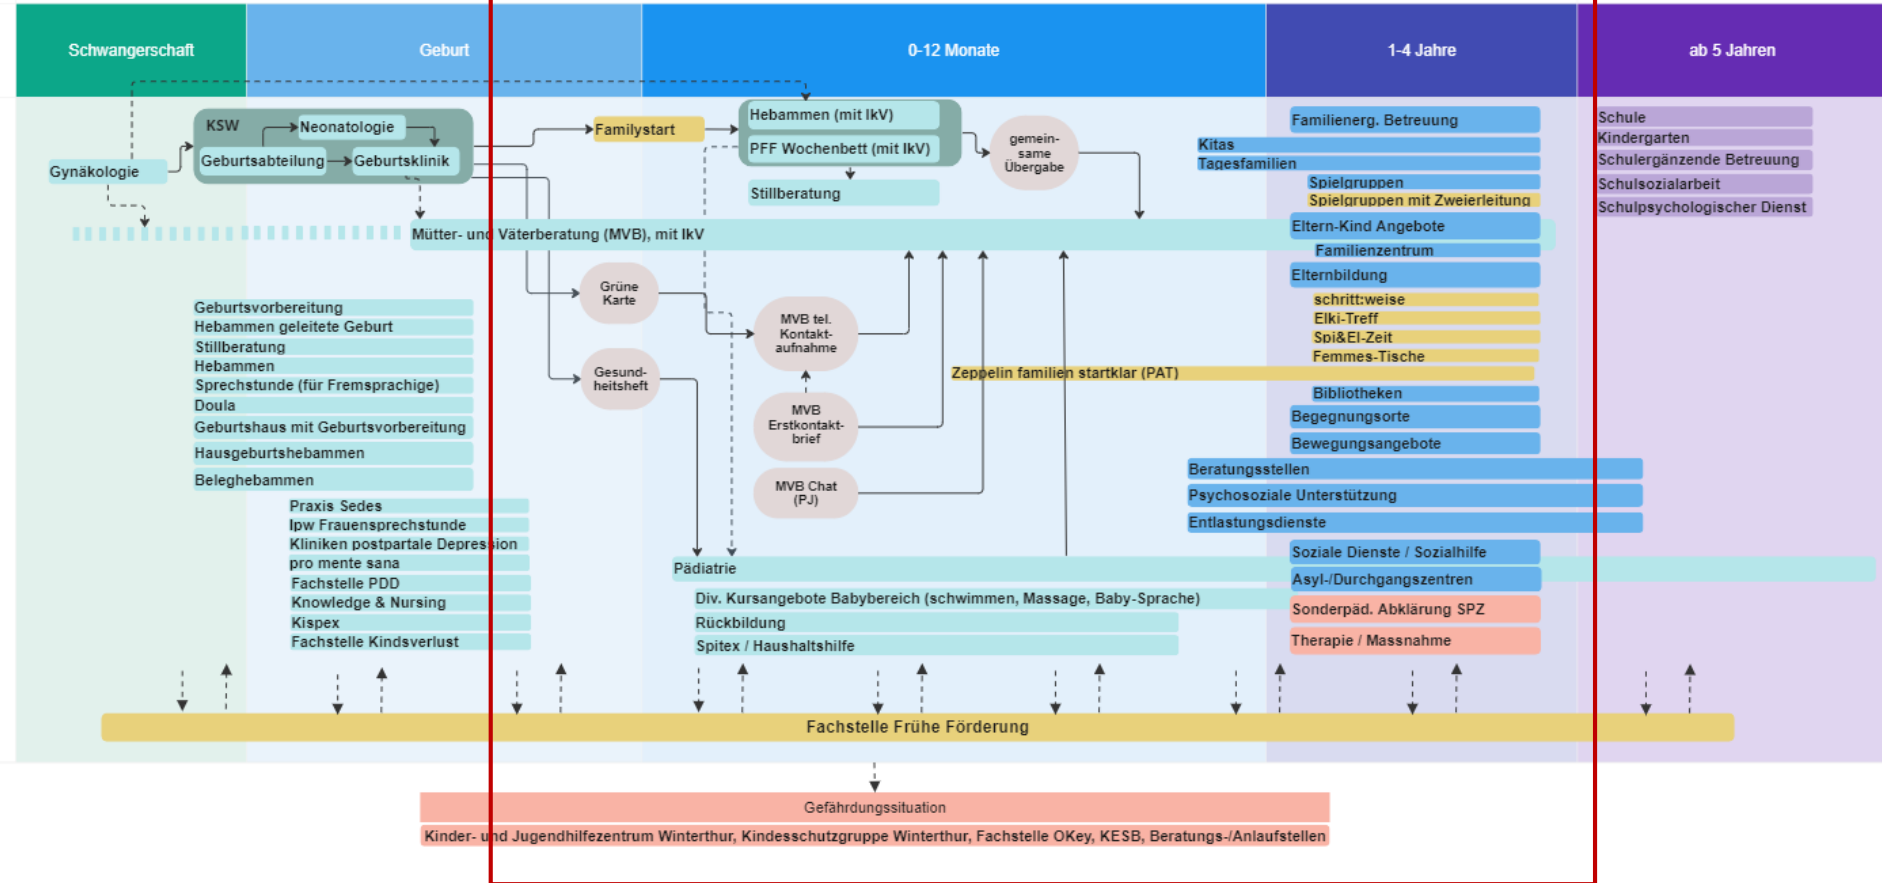 Schwangerschaft
Geburt
0-12 Monate
1-4 Jahre
ab 5 Jahren
Gynäkologie
KSW
Neonatologie
Geburtsabteilung
Geburtsklinik
Familystart
Hebammen (mit IkV)
PFF Wochenbett (mit IkV)
Stillberatung
gemein-
same
Übergabe
Mütter- und Väterberatung (MVB), mit IkV
Grüne
Karte
Gesund-
heitsheft
MVB tel.
Kontakt-
aufnahme
MVB
Erstkontakt-
brief
MVB Chat
(PJ)
Geburtsvorbereitung
Hebammen geleitete Geburt
Stillberatung
Hebammen
Sprechstunde (für Fremsprachige)
Doula
Geburtshaus mit Geburtsvorbereitung
Hausgeburtshebammen
Beleghebammen
Praxis Sedes
Ipw Frauensprechstunde
Kliniken postpartale Depression
pro mente sana
Fachstelle PDD
Knowledge & Nursing
Kispex
Fachstelle Kindsverlust
Zeppelin familien startklar (PAT)
Pädiatrie
Div. Kursangebote Babybereich (schwimmen, Massage, Baby-Sprache)
Rückbildung
Spitex / Haushaltshilfe
Familienerg. Betreuung
Kitas
Tagesfamilien
Spielgruppen
Spielgruppen mit Zweierleitung
Eltern-Kind Angebote
Familienzentrum
Elternbildung
schritt:weise
Elki-Treff
Spi&El-Zeit
Femmes-Tische
Bibliotheken
Begegnungsorte
Bewegungsangebote
Beratungsstellen
Psychosoziale Unterstützung
Entlastungsdienste
Soziale Dienste / Sozialhilfe
Asyl-/Durchgangszentren
Sonderpäd. Abklärung SPZ
Therapie / Massnahme
Schule
Kindergarten
Schulergänzende Betreuung
Schulsozialarbeit
Schulpsychologischer Dienst
Fachstelle Frühe Förderung
Gefährdungssituation
Kinder- und Jugendhilfezentrum Winterthur, Kindesschutzgruppe Winterthur, Fachstelle OKey, KESB, Beratungs-/Anlaufstellen